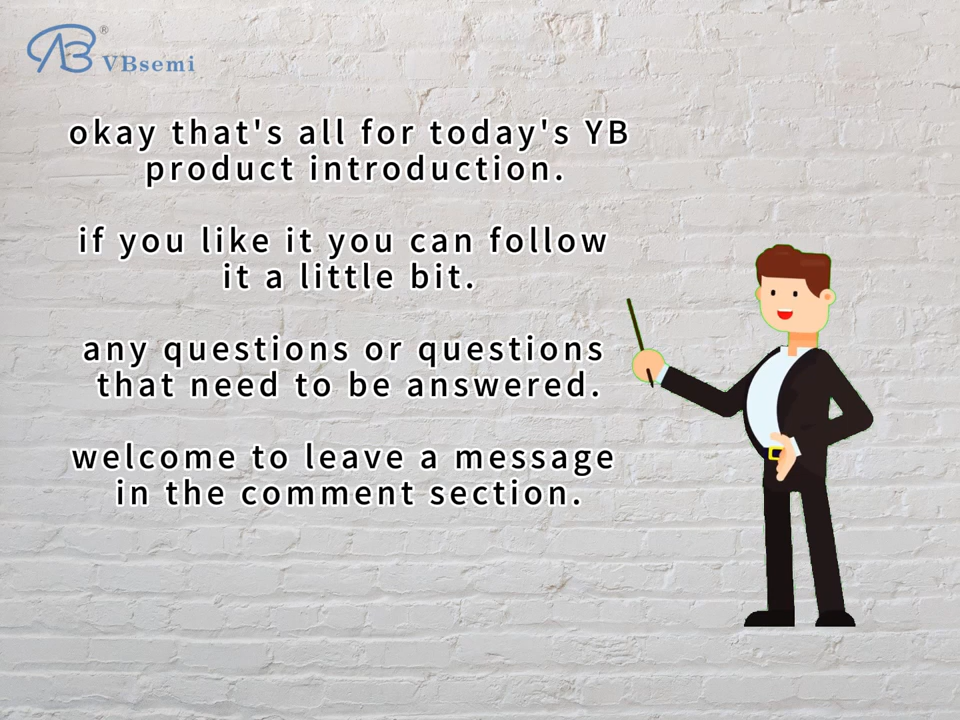 VBsemi
okay that's all for today's YB
product introduction.
if you like it you can follow
it a little bit.
any questions or questions
that need to be answered.
welcome to leave a message
in the comment section.